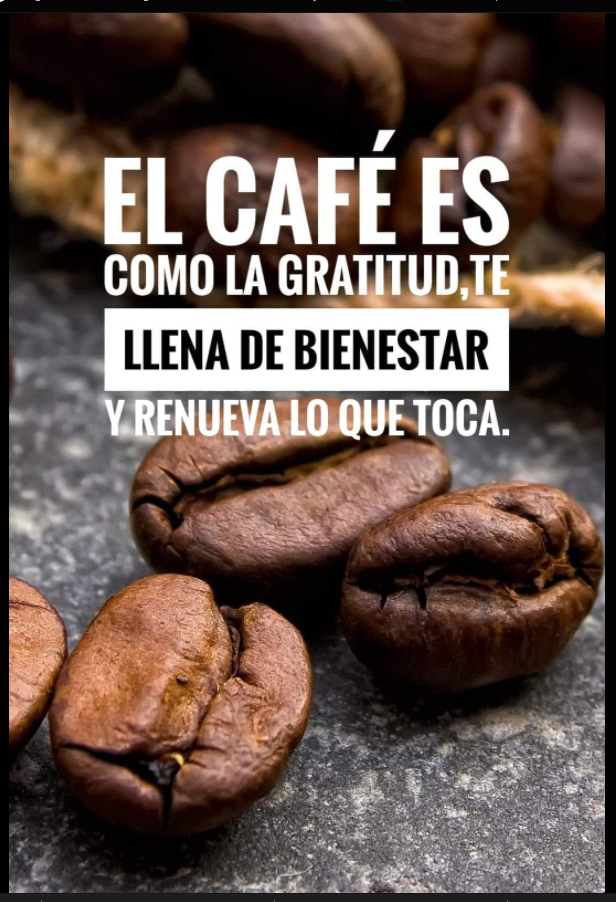 EL CAFÉ ES
COMO LA GRATITUD,TE
LLENA DE BIENESTAR
Y RENUEVA LO QUE TOCA.